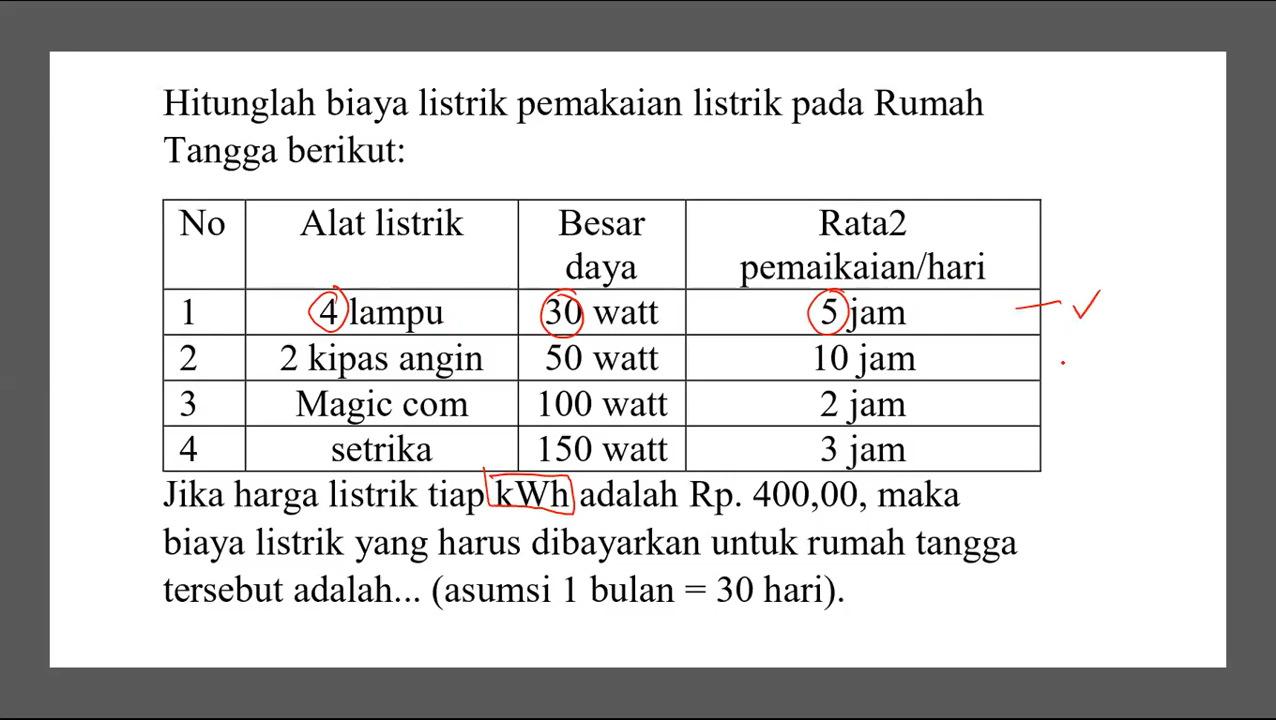 Hitunglah biaya listrik pemakaian listrik pada Rumah
Tangga berikut:
No Alat listrik Besar daya Rata2 pemaikaian/hari
1 4 lampu 30 watt 5 jam
2 2 kipas angin 50 watt 10 jam
3 Magic com 100 watt 2 jam
4 setrika 150 watt 3 jam
Jika harga listrik tiap kWh adalah Rp. 400,00, maka
biaya listrik yang harus dibayarkan untuk rumah tangga
tersebut adalah... (asumsi 1 bulan = 30 hari).